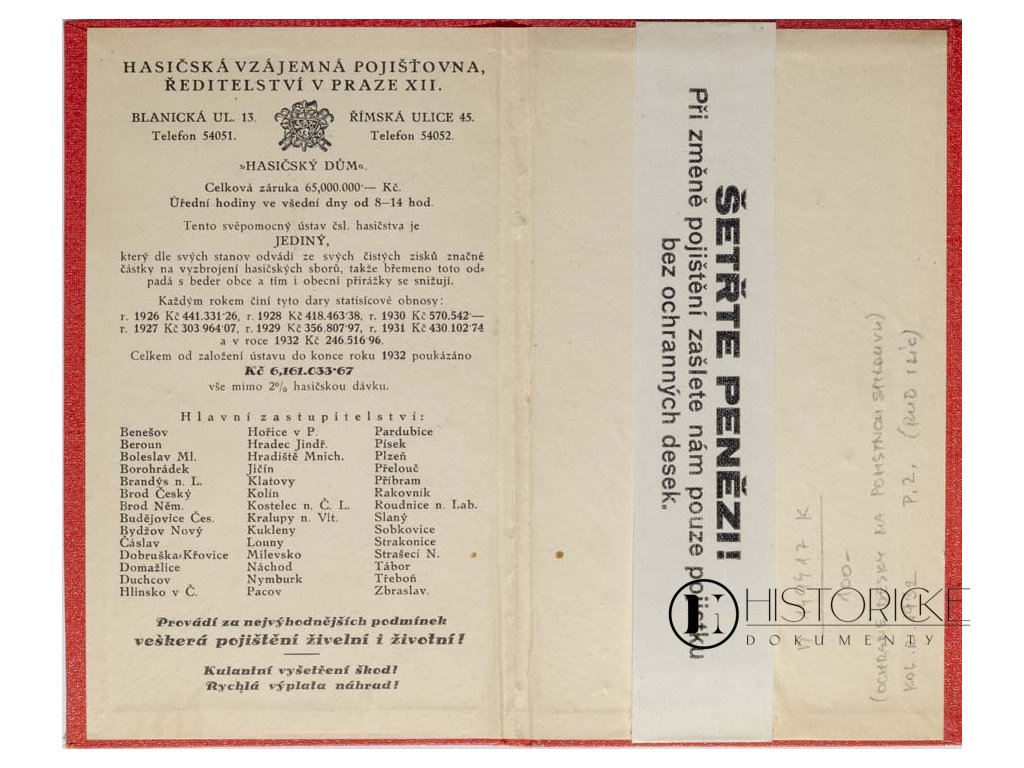 HASIČSKÁ VZÁJEMNÁ POJIŠŤOVNA,
ŘEDITELSTVÍ V PRAZE XII.
BLANICKÁ UL. 13. ŘÍMSKÁ ULICE 45.
Telefon 54051. Telefon 54052.
»HASIČSKÝ DŮM«.
Celková záruka 65,000.000·— Kč.
Úřední hodiny ve všední dny od 8–14 hod.
Tento svépomocný ústav čsl. hasičstva je
JEDINÝ,
který dle svých stanov odvádí ze svých čistých zisků značné
částky na vyzbrojení hasičských sborů, takže břemeno toto od-
padá s beder obce a tím i obecní přirážky se snižují.
Každým rokem činí tyto dary statisícové obnosy:
r. 1926 Kč 441.331·26, r. 1928 Kč 418.463·38, r. 1930 Kč 570.542·—
r. 1927 Kč 303 964·07, r. 1929 Kč 356.807·97, r. 1931 Kč 430.102·74
a v roce 1932 Kč 246.516·96.
Celkem od založení ústavu do konce roku 1932 poukázáno
Kč 6,161.033·67
vše mimo 2% hasičskou dávku.
Hlavní zastupitelství:
Benešov Hořice v P. Pardubice
Beroun Hradec Jindř. Písek
Boleslav Ml. Hradiště Mnich. Plzeň
Borohrádek Jičín Přelouč
Brandýs n. L. Klatovy Příbram
Brod Český Kolín Rakovník
Brod Něm. Kostelec n. Č. L. Roudnice n. Lab.
Budějovice Čes. Kralupy n. Vlt. Slaný
Bydžov Nový Kukleny Sobkovice
Čáslav Louny Strakonice
Dobruška-Křovice Milevsko Strašecí N.
Domažlice Náchod Tábor
Duchcov Nymburk Třeboň
Hlinsko v Č. Pacov Zbraslav.
Provádí za nejvýhodnějších podmínek
veškerá pojištění živelní i životní!
Kulantní vyšetření škod!
Rychlá výplata náhrad!
ŠETŘTE PENĚZI!
Při změně pojištění zašlete nám pouze pojistku
bez ochranných desek.
100-
HISTORICKÉ
DOKUMENTY